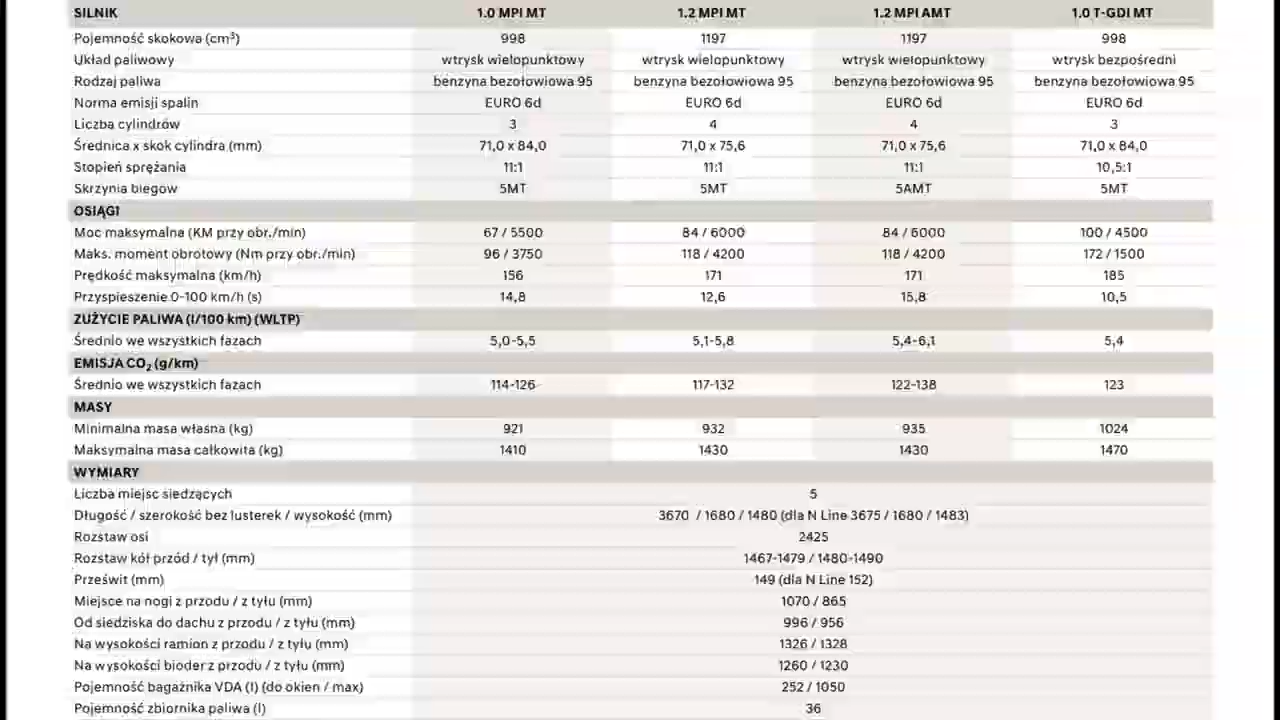 SILNIK 1.0 MPI MT 1.2 MPI MT 1.2 MPI AMT 1.0 T-GDI MT
Pojemność skokowa (cm³) 998 1197 1197 998
Układ paliwowy wtrysk wielopunktowy wtrysk wielopunktowy wtrysk wielopunktowy wtrysk bezpośredni
Rodzaj paliwa benzyna bezołowiowa 95 benzyna bezołowiowa 95 benzyna bezołowiowa 95 benzyna bezołowiowa 95
Norma emisji spalin EURO 6d EURO 6d EURO 6d EURO 6d
Liczba cylindrów 3 4 4 3
Średnica x skok cylindra (mm) 71,0 x 84,0 71,0 x 75,6 71,0 x 75,6 71,0 x 84,0
Stopień sprężania 11:1 11:1 11:1 10,5:1
Skrzynia biegów 5MT 5MT 5AMT 5MT
OSIĄGI
Moc maksymalna (KM przy obr./min) 67 / 5500 84 / 6000 84 / 6000 100 / 4500
Maks. moment obrotowy (Nm przy obr./min) 96 / 3750 118 / 4200 118 / 4200 172 / 1500
Prędkość maksymalna (km/h) 156 171 171 185
Przyspieszenie 0-100 km/h (s) 14,8 12,6 15,8 10,5
ZUŻYCIE PALIWA (l/100 km) (WLTP)
Średnio we wszystkich fazach 5,0-5,5 5,1-5,8 5,4-6,1 5,4
EMISJA CO₂ (g/km)
Średnio we wszystkich fazach 114-126 117-132 122-138 123
MASY
Minimalna masa własna (kg) 921 932 935 1024
Maksymalna masa całkowita (kg) 1410 1430 1430 1470
WYMIARY
Liczba miejsc siedzących 5
Długość / szerokość bez lusterek / wysokość (mm) 3670 / 1680 / 1480 (dla N Line 3675 / 1680 / 1483)
Rozstaw osi 2425
Rozstaw kół przód / tył (mm) 1467-1479 / 1480-1490
Prześwit (mm) 149 (dla N Line 152)
Miejsce na nogi z przodu / z tyłu (mm) 1070 / 865
Od siedziska do dachu z przodu / z tyłu (mm) 996 / 956
Na wysokości ramion z przodu / z tyłu (mm) 1326 / 1328
Na wysokości bioder z przodu / z tyłu (mm) 1260 / 1230
Pojemność bagażnika VDA (l) (do okien / max) 252 / 1050
Pojemność zbiornika paliwa (l) 36